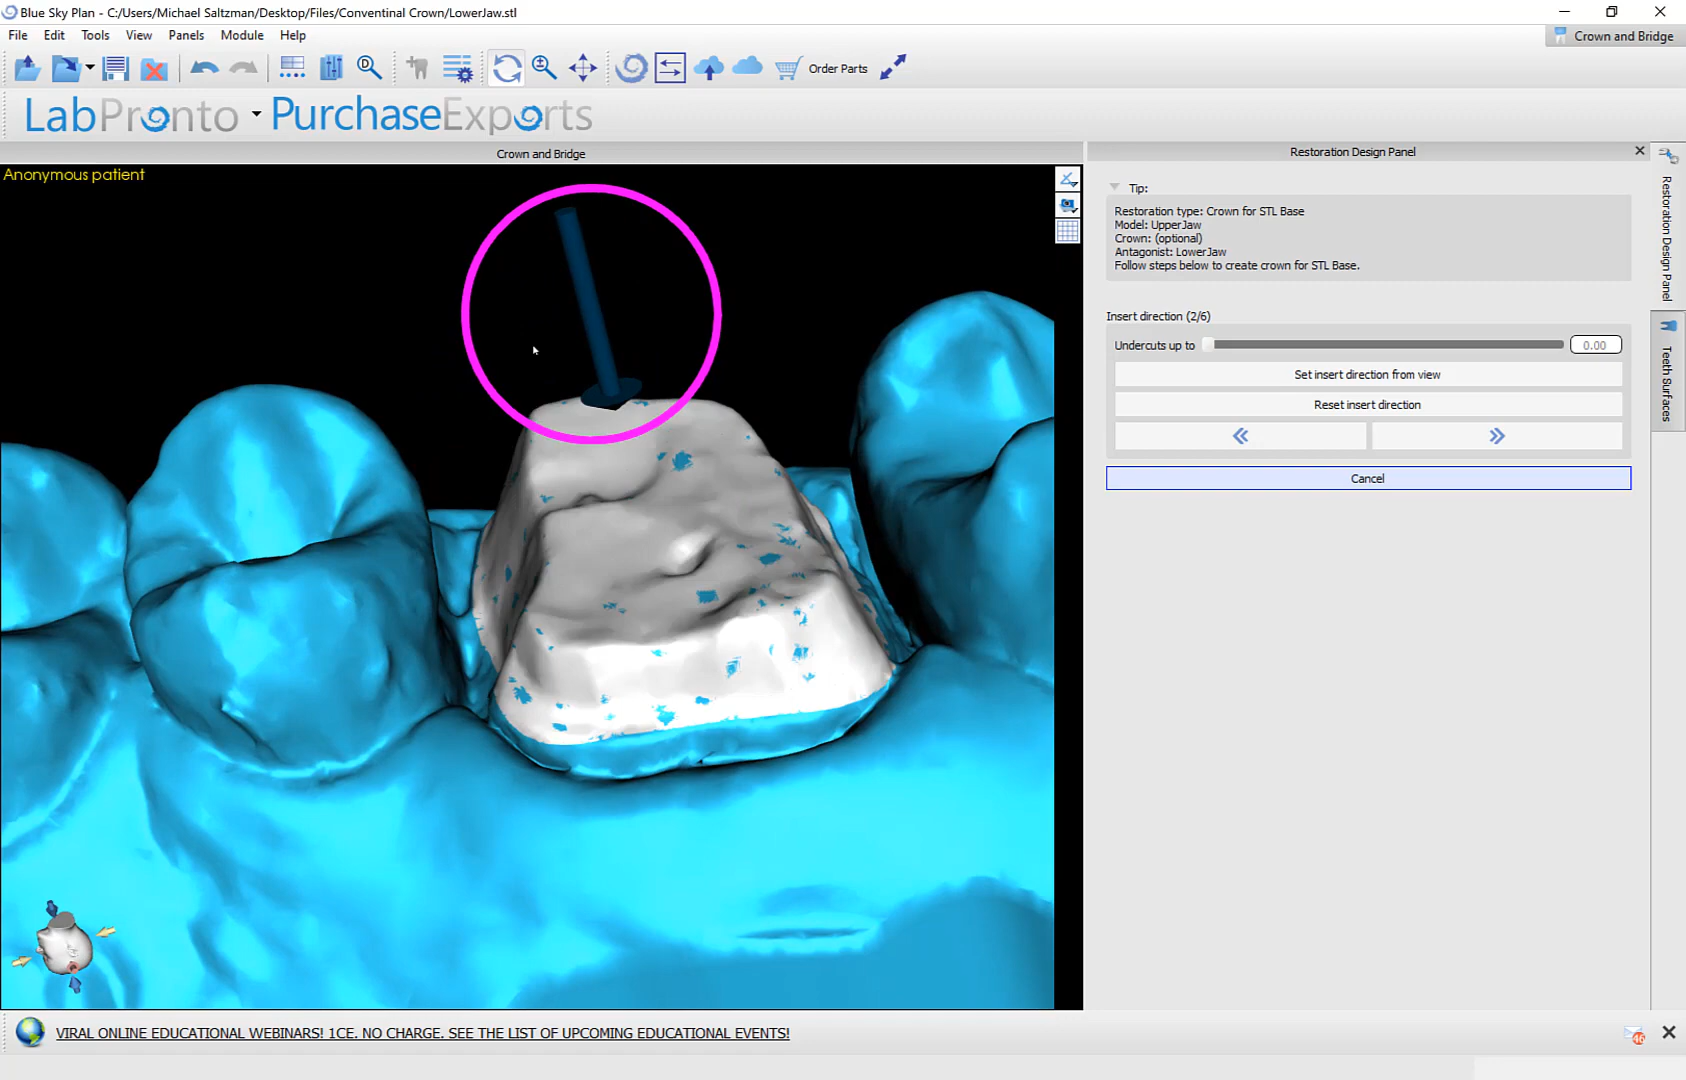 Blue Sky Plan - C:/Users/Michael Saltzman/Desktop/Files/Conventinal Crown/LowerJaw.stl
File Edit Tools View Panels Module Help
Crown and Bridge
D
Order Parts
LabPronto PurchaseExports
Crown and Bridge
Restoration Design Panel
Anonymous patient
Tip:
Restoration type: Crown for STL Base
Model: UpperJaw
Crown: (optional)
Antagonist: LowerJaw
Follow steps below to create crown for STL Base.
Insert direction (2/6)
Undercuts up to 0.00
Set insert direction from view
Reset insert direction
Cancel
Restoration Design Panel
Teeth Surfaces
VIRAL ONLINE EDUCATIONAL WEBINARS! 1CE. NO CHARGE. SEE THE LIST OF UPCOMING EDUCATIONAL EVENTS!
46